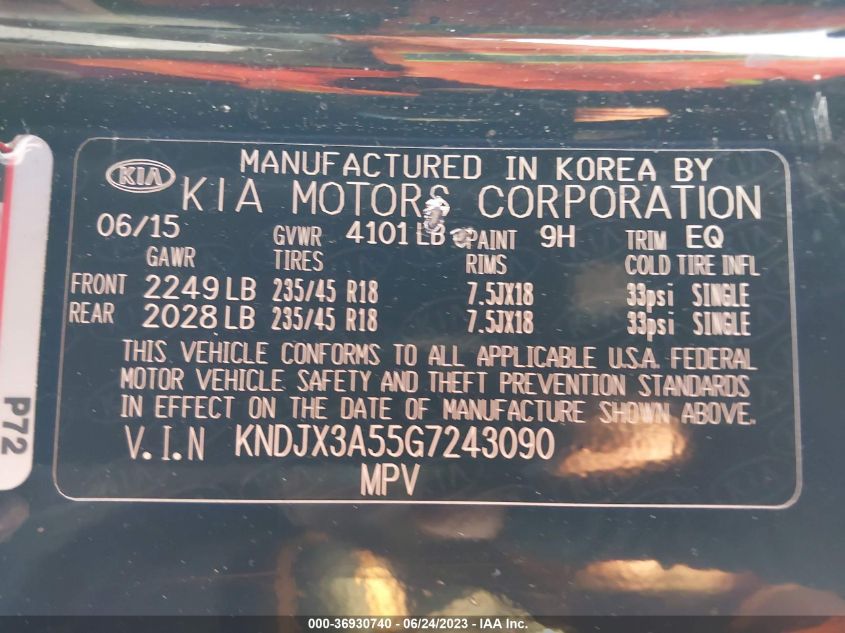 MANUFACTURED IN KOREA BY
KIA KIA MOTORS CORPORATION
06/15 GVWR 4101 LB PAINT 9H TRIM EQ
GAWR TIRES RIMS COLD TIRE INFL
FRONT 2249 LB 235/45 R18 7.5JX18 33psi SINGLE
REAR 2028 LB 235/45 R18 7.5JX18 33psi SINGLE
THIS VEHICLE CONFORMS TO ALL APPLICABLE U.S.A. FEDERAL
MOTOR VEHICLE SAFETY AND THEFT PREVENTION STANDARDS
IN EFFECT ON THE DATE OF MANUFACTURE SHOWN ABOVE.
V.I.N KNDJX3A55G7243090
MPV
P72
000-36930740 - 06/24/2023 - IAA Inc.